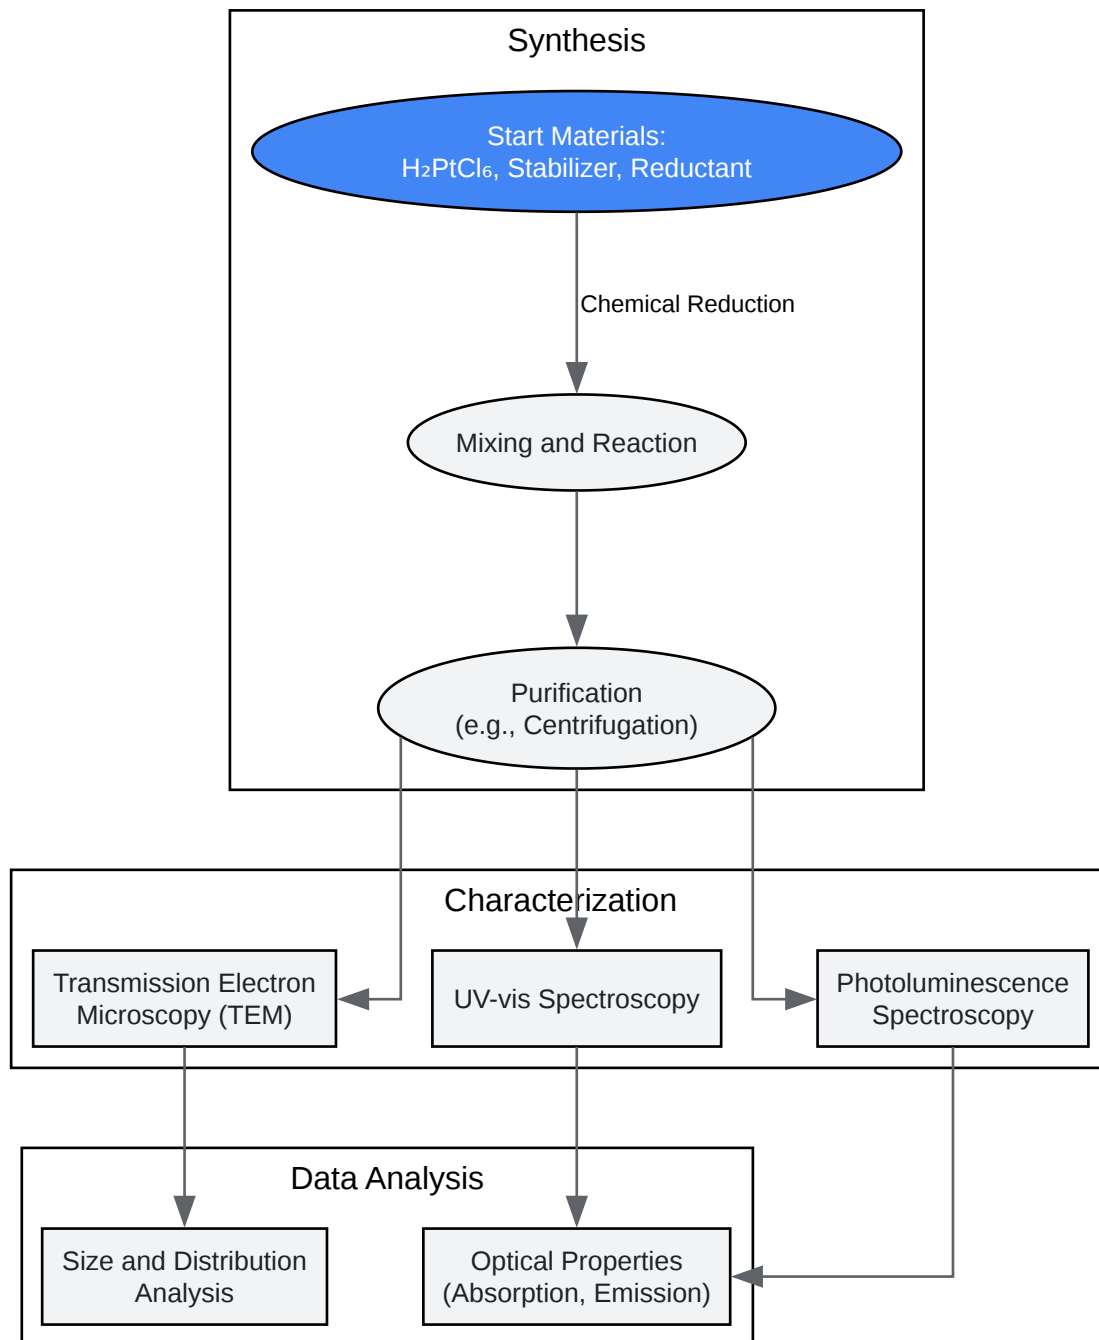 Synthesis
Start Materials:
H₂PtCl₆, Stabilizer, Reductant
Chemical Reduction
Mixing and Reaction
Purification
(e.g., Centrifugation)
Characterization
Transmission Electron
Microscopy (TEM)
UV-vis Spectroscopy
Photoluminescence
Spectroscopy
Data Analysis
Size and Distribution
Analysis
Optical Properties
(Absorption, Emission)